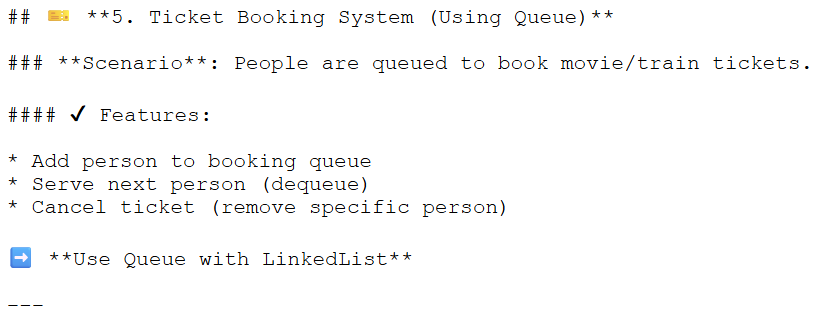 ## 🎫 **5. Ticket Booking System (Using Queue)**
### **Scenario**: People are queued to book movie/train tickets.
#### ✔ Features:
* Add person to booking queue
* Serve next person (dequeue)
* Cancel ticket (remove specific person)
➡️ **Use Queue with LinkedList**
---